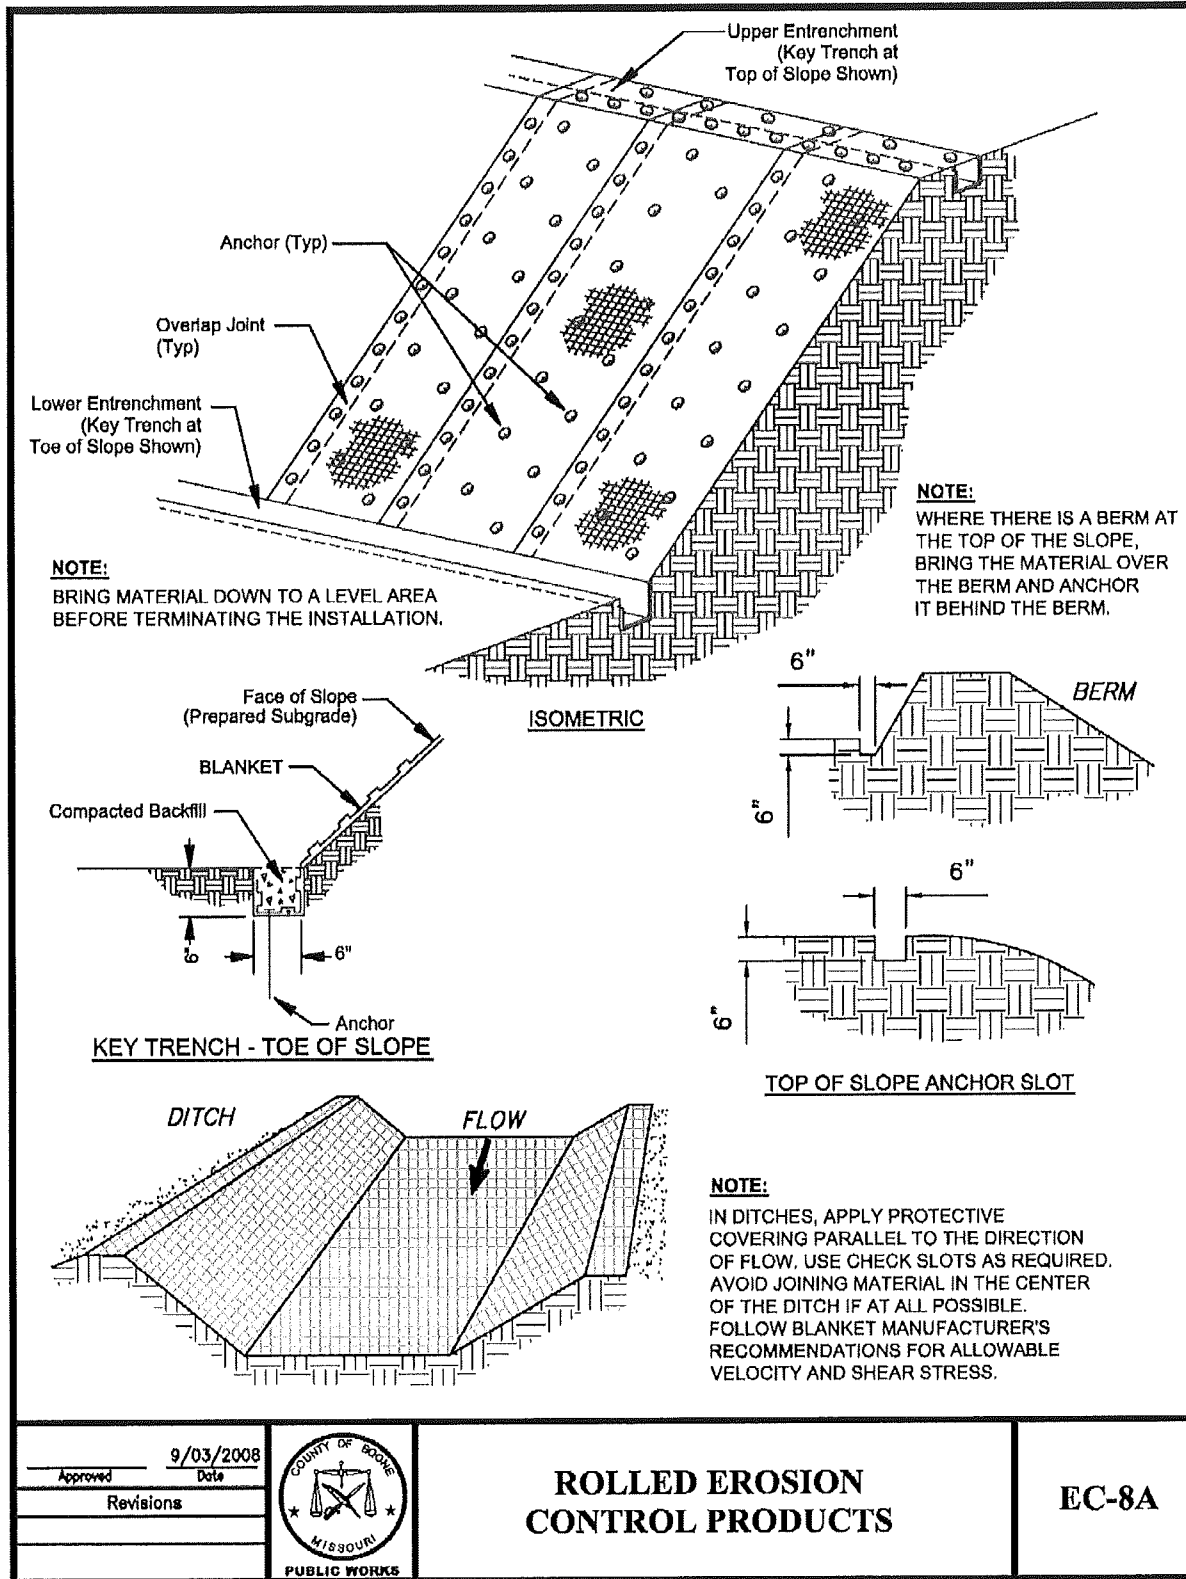 Upper Entrenchment
(Key Trench at
Top of Slope Shown)
Anchor (Typ)
Overlap Joint
(Typ)
Lower Entrenchment
(Key Trench at
Toe of Slope Shown)
NOTE:
WHERE THERE IS A BERM AT
THE TOP OF THE SLOPE,
BRING THE MATERIAL OVER
THE BERM AND ANCHOR
IT BEHIND THE BERM.
NOTE:
BRING MATERIAL DOWN TO A LEVEL AREA
BEFORE TERMINATING THE INSTALLATION.
ISOMETRIC
6"
BERM
6"
Face of Slope
(Prepared Subgrade)
BLANKET
Compacted Backfill
6"
6"
Anchor
KEY TRENCH - TOE OF SLOPE
6"
6"
TOP OF SLOPE ANCHOR SLOT
DITCH
FLOW
NOTE:
IN DITCHES, APPLY PROTECTIVE
COVERING PARALLEL TO THE DIRECTION
OF FLOW. USE CHECK SLOTS AS REQUIRED.
AVOID JOINING MATERIAL IN THE CENTER
OF THE DITCH IF AT ALL POSSIBLE.
FOLLOW BLANKET MANUFACTURER'S
RECOMMENDATIONS FOR ALLOWABLE
VELOCITY AND SHEAR STRESS.
9/03/2008
Approved Date
Revisions
COUNTY OF BOONE
MISSOURI
PUBLIC WORKS
ROLLED EROSION
CONTROL PRODUCTS
EC-8A